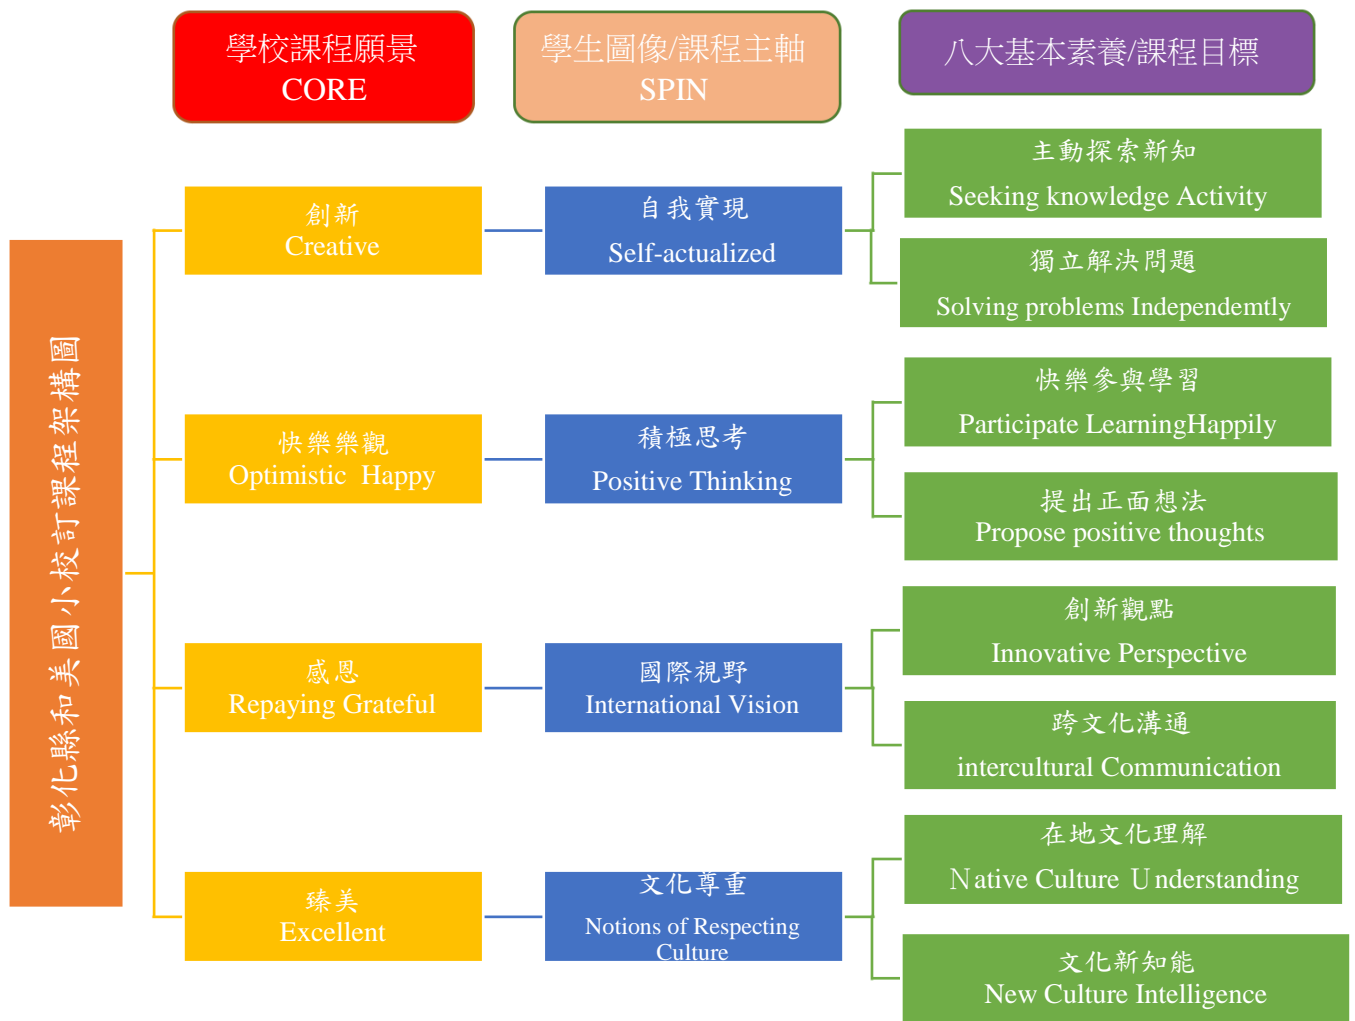 學校課程願景
CORE
學生圖像/課程主軸
SPIN
八大基本素養/課程目標
彰化縣和美國小校訂課程架構圖
創新
Creative
自我實現
Self-actualized
主動探索新知
Seeking knowledge Activity
獨立解決問題
Solving problems Independemtly
快樂樂觀
Optimistic Happy
積極思考
Positive Thinking
快樂參與學習
Participate LearningHappily
提出正面想法
Propose positive thoughts
感恩
Repaying Grateful
國際視野
International Vision
創新觀點
Innovative Perspective
跨文化溝通
intercultural Communication
臻美
Excellent
文化尊重
Notions of Respecting
Culture
在地文化理解
Native Culture Understanding
文化新知能
New Culture Intelligence